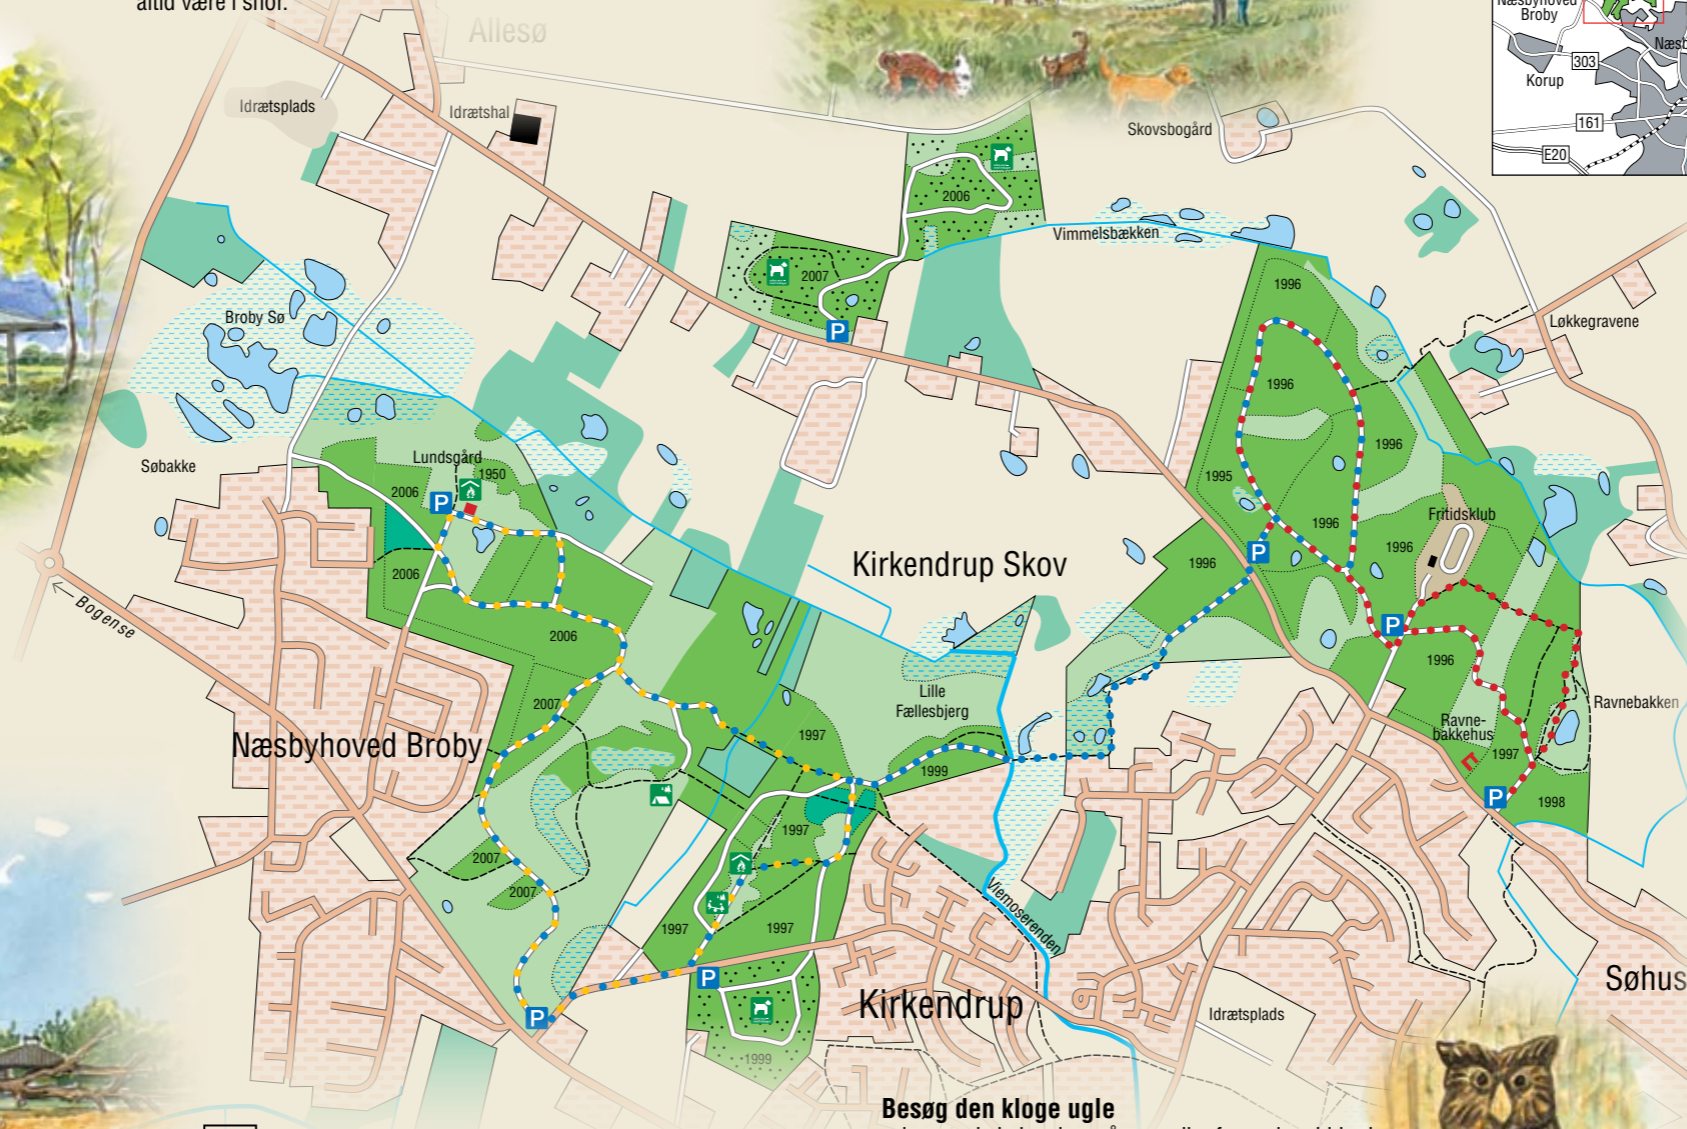 altid være i snor.
Allesø
Næsbyhoved
Broby
303
Korup
161
E20
Idrætsplads
Idrætshal
Skovsbogård
2006
Vimmelsbækken
2007
P
1996
Løkkegravene
Broby Sø
1996
1996
1995
1996
Søbakke
Lundsgård
1950
2006
P
Fritidsklub
1996
P
Kirkendrup Skov
1996
2006
Bogense
2006
P
1996
Lille
Fællesbjerg
2007
Ravnebakken
Ravne-
bakkehus
Næsbyhoved Broby
1997
1997
1999
P
1998
1997
2007
2007
Viemoserenden
1997
1997
P
P
Kirkendrup
Søhus
Idrætsplads
1999
Besøg den kloge ugle